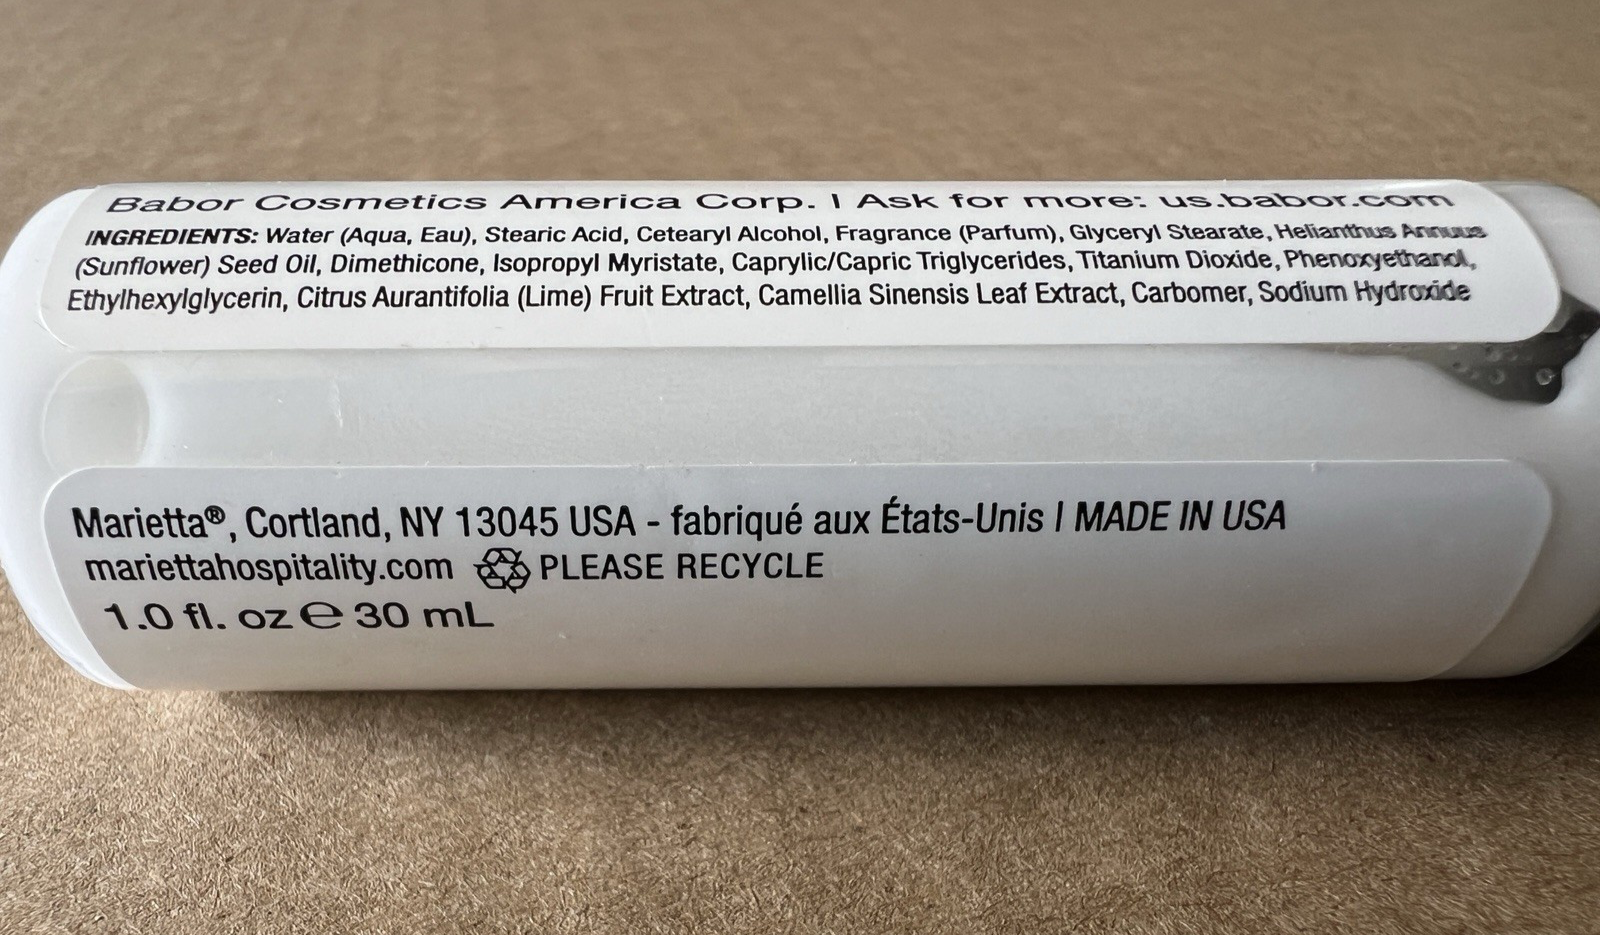 Babor Cosmetics America Corp. | Ask for more: us.babor.com
INGREDIENTS: Water (Aqua, Eau), Stearic Acid, Cetearyl Alcohol, Fragrance (Parfum), Glyceryl Stearate, Helianthus Annuus
(Sunflower) Seed Oil, Dimethicone, Isopropyl Myristate, Caprylic/Capric Triglycerides, Titanium Dioxide, Phenoxyethanol,
Ethylhexylglycerin, Citrus Aurantifolia (Lime) Fruit Extract, Camellia Sinensis Leaf Extract, Carbomer, Sodium Hydroxide
Marietta®, Cortland, NY 13045 USA - fabriqué aux États-Unis | MADE IN USA
mariettahospitality.com PLEASE RECYCLE
1.0 fl. oz ℮ 30 mL